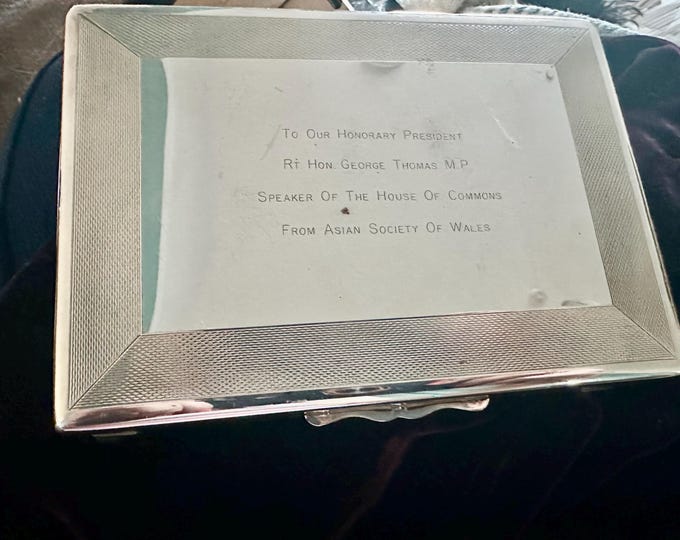 To Our Honorary President
Rt Hon. George Thomas M.P.
Speaker Of The House Of Commons
From Asian Society Of Wales